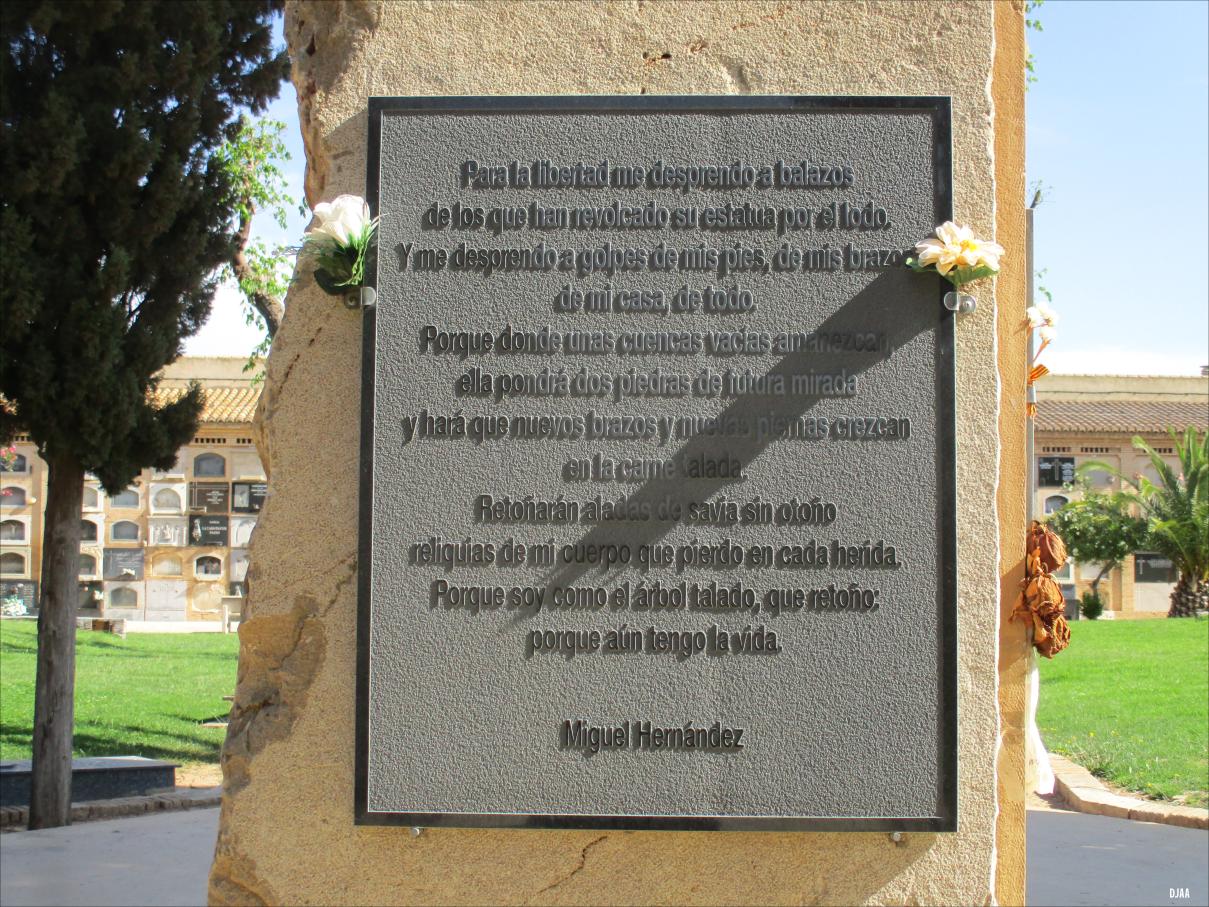 Para la libertad me desprendo a balazos
de los que han revolcado su estatua por el lodo.
Y me desprendo a golpes de mis pies, de mis brazo
de mi casa, de todo.
Porque donde unas cuencas vacías amanezcan,
ella pondrá dos piedras de futura mirada
y hará que nuevos brazos y nuevas piernas crezcan
en la carne talada.
Retoñarán aladas de savia sin otoño
reliquias de mi cuerpo que pierdo en cada herida.
Porque soy como el árbol talado, que retoño:
porque aún tengo la vida.
Miguel Hernández
DJAA